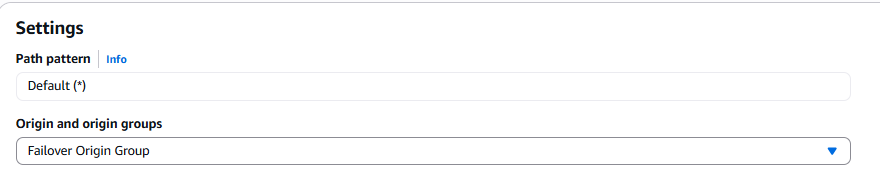 Settings
Path pattern Info
Default (*)
Origin and origin groups
Failover Origin Group